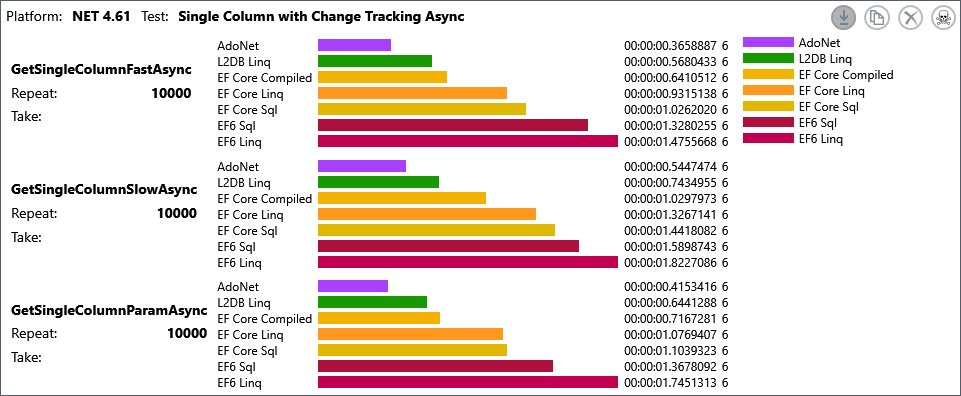 Platform: NET 4.61 Test: Single Column with Change Tracking Async
GetSingleColumnFastAsync
Repeat: 10000
Take:
AdoNet 00:00:00.3658887 6
L2DB Linq 00:00:00.5680433 6
EF Core Compiled 00:00:00.6410512 6
EF Core Linq 00:00:00.9315138 6
EF Core Sql 00:00:01.0262020 6
EF6 Sql 00:00:01.3280255 6
EF6 Linq 00:00:01.4755668 6
GetSingleColumnSlowAsync
Repeat: 10000
Take:
AdoNet 00:00:00.5447474 6
L2DB Linq 00:00:00.7434955 6
EF Core Compiled 00:00:01.0297973 6
EF Core Linq 00:00:01.3267141 6
EF Core Sql 00:00:01.4418082 6
EF6 Sql 00:00:01.5898743 6
EF6 Linq 00:00:01.8227086 6
GetSingleColumnParamAsync
Repeat: 10000
Take:
AdoNet 00:00:00.4153416 6
L2DB Linq 00:00:00.6441288 6
EF Core Compiled 00:00:00.7167281 6
EF Core Linq 00:00:01.0769407 6
EF Core Sql 00:00:01.1039323 6
EF6 Sql 00:00:01.3678092 6
EF6 Linq 00:00:01.7451313 6
AdoNet
L2DB Linq
EF Core Compiled
EF Core Linq
EF Core Sql
EF6 Sql
EF6 Linq